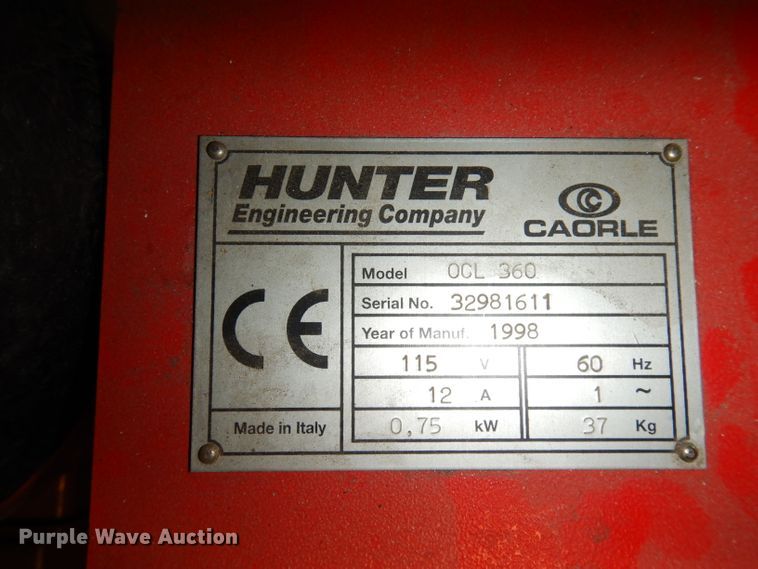 HUNTER
Engineering Company
CAORLE
CE
Model OCL 360
Serial No. 32981611
Year of Manuf. 1998
115 V 60 Hz
12 A 1 ~
0,75 kW 37 Kg
Made in Italy
Purple Wave Auction